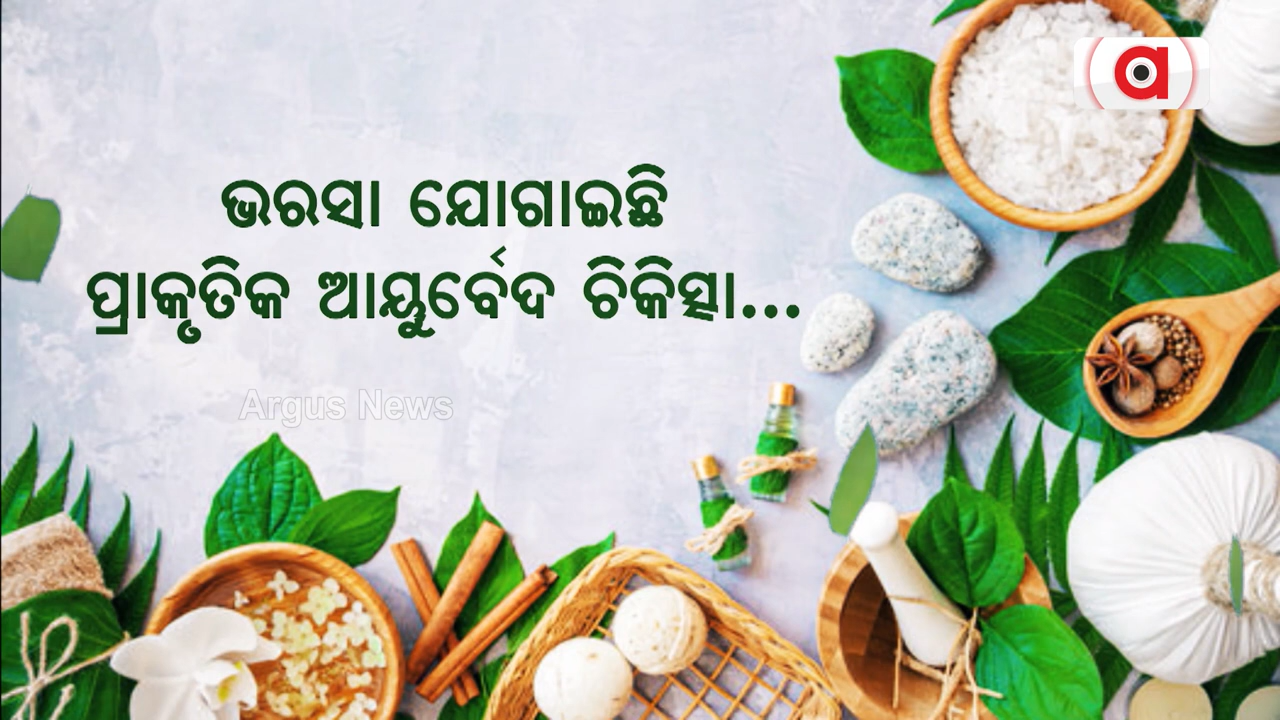 ଭରସା ଯୋଗାଇଛି
ପ୍ରାକୃତିକ ଆୟୁର୍ବେଦ ଚିକିତ୍ସା...
Argus News
a